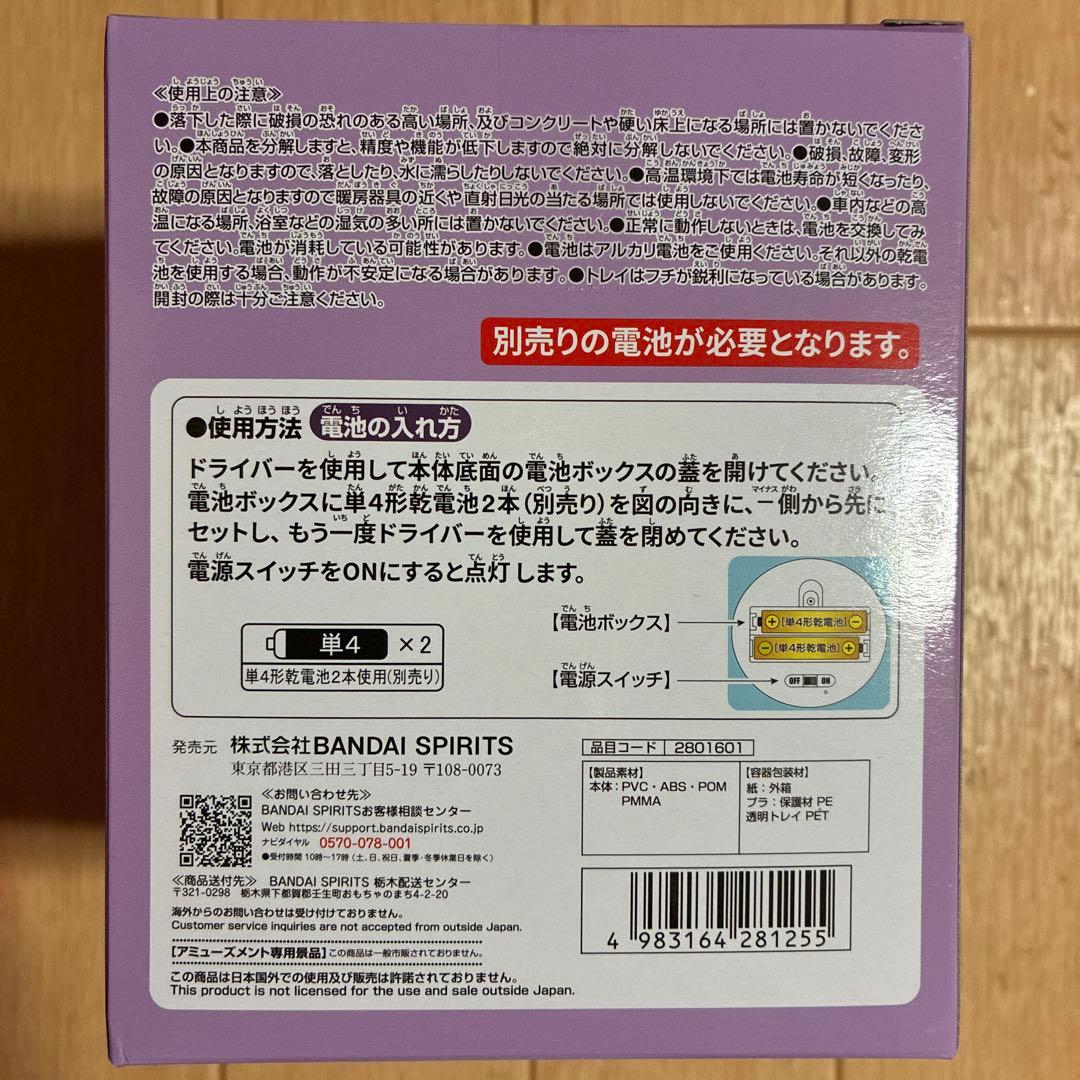 ≪使用上の注意≫
●落下した際に破損の恐れのある高い場所、及びコンクリートや硬い床上になる場所には置かないでくださ
い。●本商品を分解しますと、精度や機能が低下しますので絶対に分解しないでください。●破損、故障、変形
の原因となりますので、落としたり、水に濡らしたりしないでください。●高温環境下では電池寿命が短くなったり、
故障の原因となりますので暖房器具の近くや直射日光の当たる場所では使用しないでください。●車内などの高
温になる場所、浴室などの湿気の多い所には置かないでください。●正常に動作しないときは、電池を交換してみ
てください。電池が消耗している可能性があります。●電池はアルカリ電池をご使用ください。それ以外の乾電
池を使用する場合、動作が不安定になる場合があります。●トレイはフチが鋭利になっている場合があります。
開封の際は十分ご注意ください。
別売りの電池が必要となります。
●使用方法 電池の入れ方
ドライバーを使用して本体底面の電池ボックスの蓋を開けてください。
電池ボックスに単4形乾電池2本(別売り)を図の向きに、−側から先に
セットし、もう一度ドライバーを使用して蓋を閉めてください。
電源スイッチをONにすると点灯します。
【電池ボックス】
+ [単4形乾電池] −
− [単4形乾電池] +
【電源スイッチ】
OFF ON
単4 ×2
単4形乾電池2本使用(別売り)
発売元 株式会社BANDAI SPIRITS
東京都港区三田三丁目5-19 〒108-0073
≪お問い合わせ先≫
BANDAI SPIRITSお客様相談センター
Web https://support.bandaispirits.co.jp
ナビダイヤル 0570-078-001
●受付時間 10時〜17時 (土、日、祝日、夏季・冬季休業日を除く)
≪商品送付先≫ BANDAI SPIRITS 栃木配送センター
〒321-0298 栃木県下都賀郡壬生町おもちゃのまち4-2-20
海外からのお問い合わせは受け付けておりません。
Customer service inquiries are not accepted from outside Japan.
【アミューズメント専用景品】この商品は一般市販されておりません。
この商品は日本国外での使用及び販売は許諾されておりません。
This product is not licensed for the use and sale outside Japan.
品目コード 2801601
【製品素材】
本体：PVC・ABS・POM
PMMA
【容器包装材】
紙：外箱
プラ：保護材 PE
透明トレイ PET
4 983164 281255